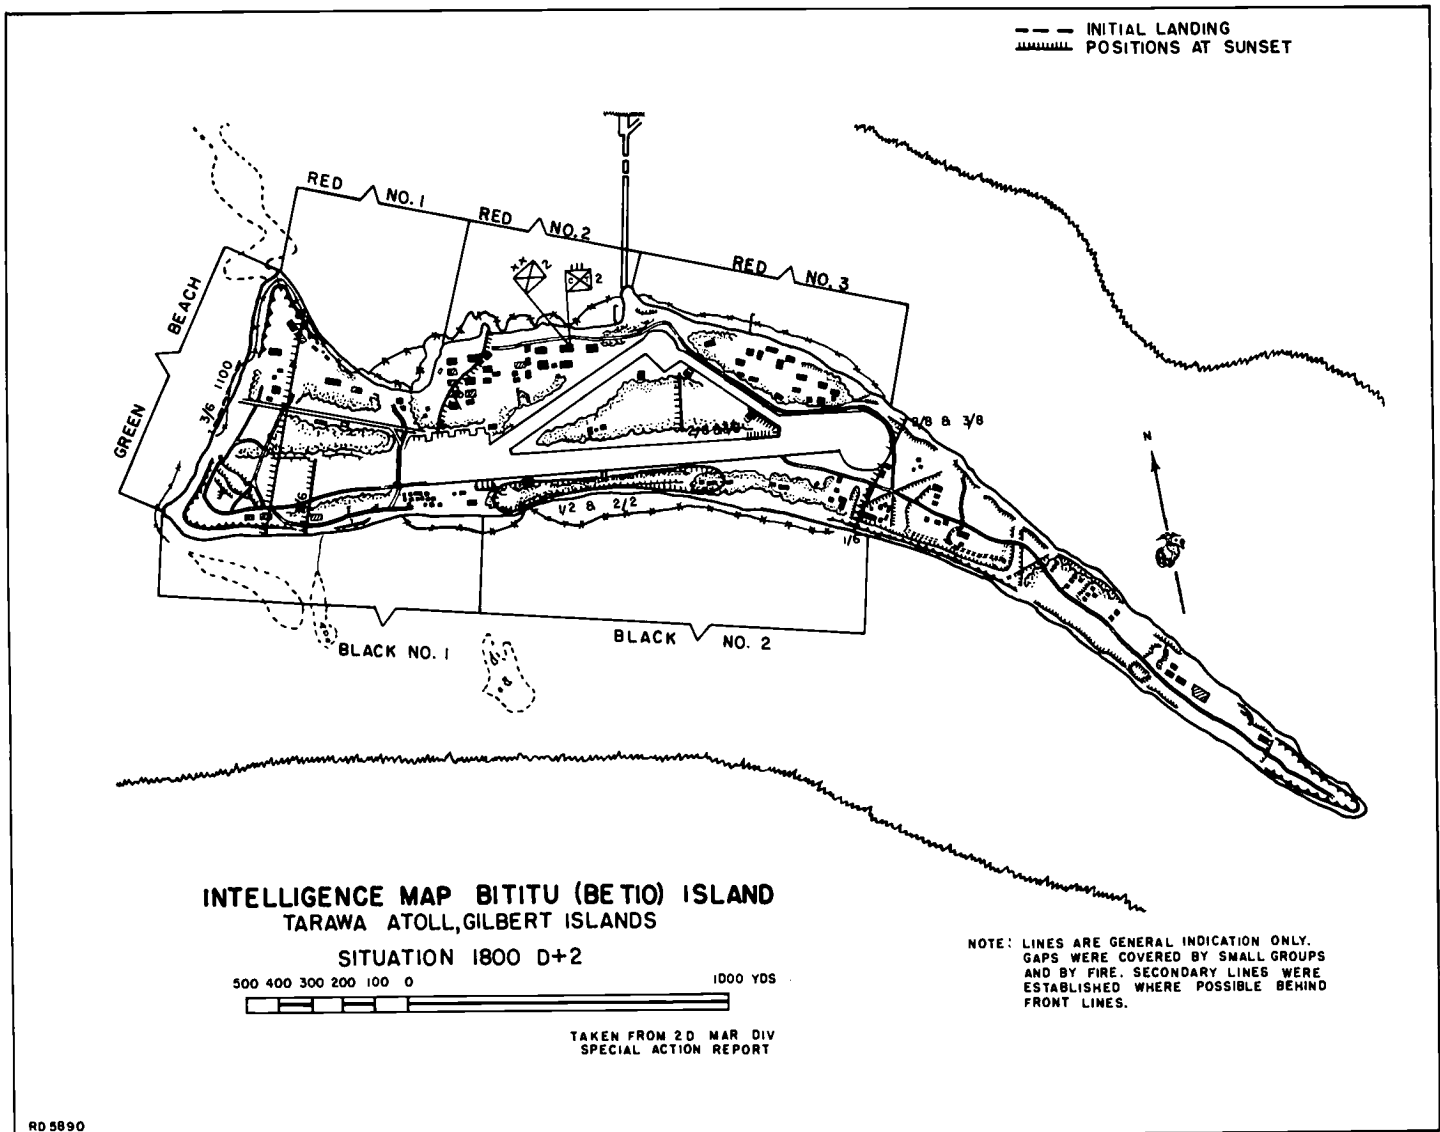 INITIAL LANDING
POSITIONS AT SUNSET
RED NO. 1
RED NO. 2
RED NO. 3
2
2
GREEN BEACH
3/6 1100
2/8 & 3/8
N
1/2 & 2/2
1/6
BLACK NO. 1
BLACK NO. 2
INTELLIGENCE MAP BITITU (BETIO) ISLAND
TARAWA ATOLL, GILBERT ISLANDS
SITUATION 1800 D+2
500 400 300 200 100 0 1000 YDS
TAKEN FROM 2D MAR DIV
SPECIAL ACTION REPORT
NOTE: LINES ARE GENERAL INDICATION ONLY.
GAPS WERE COVERED BY SMALL GROUPS
AND BY FIRE. SECONDARY LINES WERE
ESTABLISHED WHERE POSSIBLE BEHIND
FRONT LINES.
RD 5890